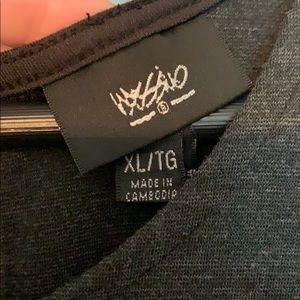 Mossimo
®
XL/TG
MADE IN
CAMBODIA